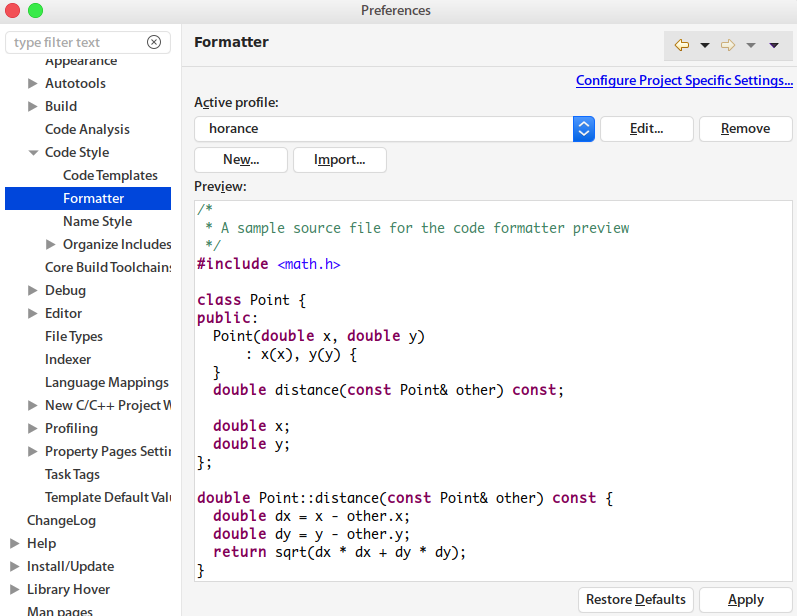 Preferences
type filter text
Appearance
Autotools
Build
Code Analysis
Code Style
Code Templates
Formatter
Name Style
Organize Includes
Core Build Toolchains
Debug
Editor
File Types
Indexer
Language Mappings
New C/C++ Project W
Profiling
Property Pages Settin
Task Tags
Template Default Valu
ChangeLog
Help
Install/Update
Library Hover
Man pages
Formatter
Configure Project Specific Settings...
Active profile:
horance
Edit...
Remove
New...
Import...
Preview:
/*
 * A sample source file for the code formatter preview
 */
#include <math.h>

class Point {
public:
  Point(double x, double y)
      : x(x), y(y) {
  }
  double distance(const Point& other) const;

  double x;
  double y;
};

double Point::distance(const Point& other) const {
  double dx = x - other.x;
  double dy = y - other.y;
  return sqrt(dx * dx + dy * dy);
}
Restore Defaults
Apply